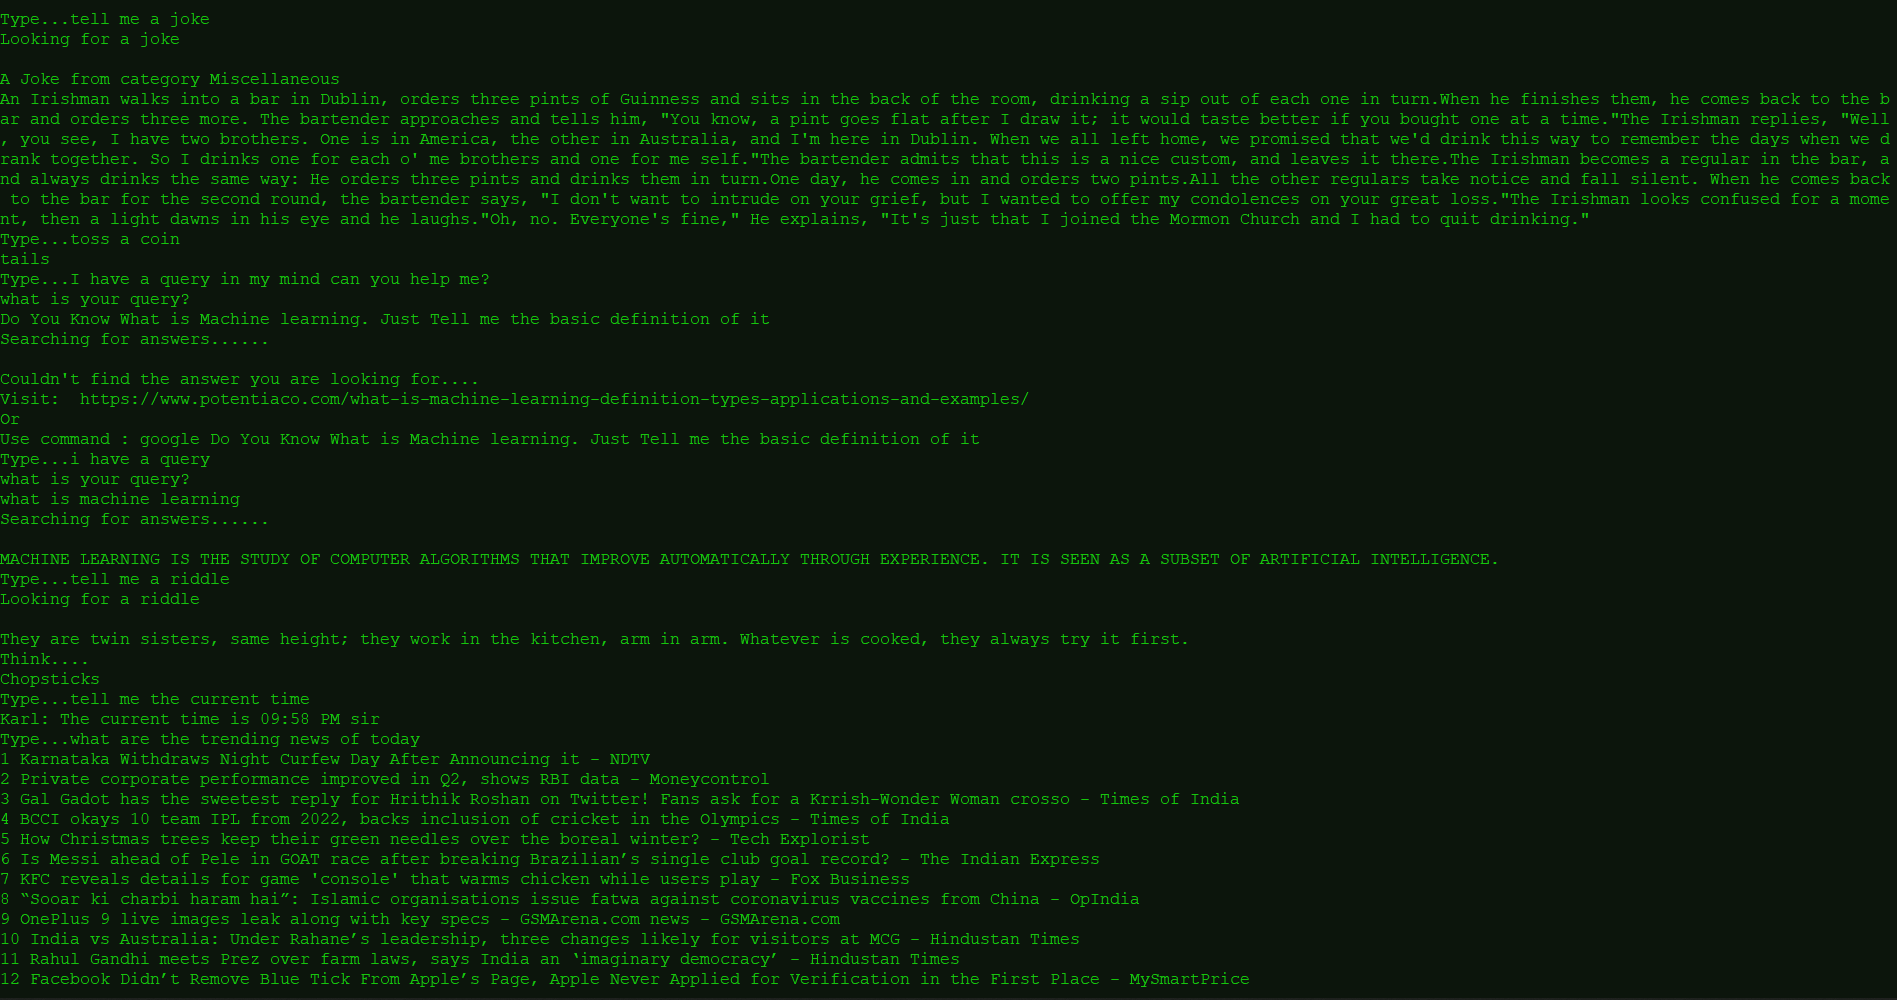 Type...tell me a joke
Looking for a joke
A Joke from category Miscellaneous
An Irishman walks into a bar in Dublin, orders three pints of Guinness and sits in the back of the room, drinking a sip out of each one in turn.When he finishes them, he comes back to the b
ar and orders three more. The bartender approaches and tells him, "You know, a pint goes flat after I draw it; it would taste better if you bought one at a time."The Irishman replies, "Well
, you see, I have two brothers. One is in America, the other in Australia, and I'm here in Dublin. When we all left home, we promised that we'd drink this way to remember the days when we d
rank together. So I drinks one for each o' me brothers and one for me self."The bartender admits that this is a nice custom, and leaves it there.The Irishman becomes a regular in the bar, a
nd always drinks the same way: He orders three pints and drinks them in turn.One day, he comes in and orders two pints.All the other regulars take notice and fall silent. When he comes back
 to the bar for the second round, the bartender says, "I don't want to intrude on your grief, but I wanted to offer my condolences on your great loss."The Irishman looks confused for a mome
nt, then a light dawns in his eye and he laughs."Oh, no. Everyone's fine," He explains, "It's just that I joined the Mormon Church and I had to quit drinking."
Type...toss a coin
tails
Type...I have a query in my mind can you help me?
what is your query?
Do You Know What is Machine learning. Just Tell me the basic definition of it
Searching for answers......
Couldn't find the answer you are looking for....
Visit:  https://www.potentiaco.com/what-is-machine-learning-definition-types-applications-and-examples/
Or
Use command : google Do You Know What is Machine learning. Just Tell me the basic definition of it
Type...i have a query
what is your query?
what is machine learning
Searching for answers......
MACHINE LEARNING IS THE STUDY OF COMPUTER ALGORITHMS THAT IMPROVE AUTOMATICALLY THROUGH EXPERIENCE. IT IS SEEN AS A SUBSET OF ARTIFICIAL INTELLIGENCE.
Type...tell me a riddle
Looking for a riddle
They are twin sisters, same height; they work in the kitchen, arm in arm. Whatever is cooked, they always try it first.
Think....
Chopsticks
Type...tell me the current time
Karl: The current time is 09:58 PM sir
Type...what are the trending news of today
1 Karnataka Withdraws Night Curfew Day After Announcing it - NDTV
2 Private corporate performance improved in Q2, shows RBI data - Moneycontrol
3 Gal Gadot has the sweetest reply for Hrithik Roshan on Twitter! Fans ask for a Krrish-Wonder Woman crosso - Times of India
4 BCCI okays 10 team IPL from 2022, backs inclusion of cricket in the Olympics - Times of India
5 How Christmas trees keep their green needles over the boreal winter? - Tech Explorist
6 Is Messi ahead of Pele in GOAT race after breaking Brazilian’s single club goal record? - The Indian Express
7 KFC reveals details for game 'console' that warms chicken while users play - Fox Business
8 “Sooar ki charbi haram hai”: Islamic organisations issue fatwa against coronavirus vaccines from China - OpIndia
9 OnePlus 9 live images leak along with key specs - GSMArena.com news - GSMArena.com
10 India vs Australia: Under Rahane’s leadership, three changes likely for visitors at MCG - Hindustan Times
11 Rahul Gandhi meets Prez over farm laws, says India an ‘imaginary democracy’ - Hindustan Times
12 Facebook Didn’t Remove Blue Tick From Apple’s Page, Apple Never Applied for Verification in the First Place - MySmartPrice